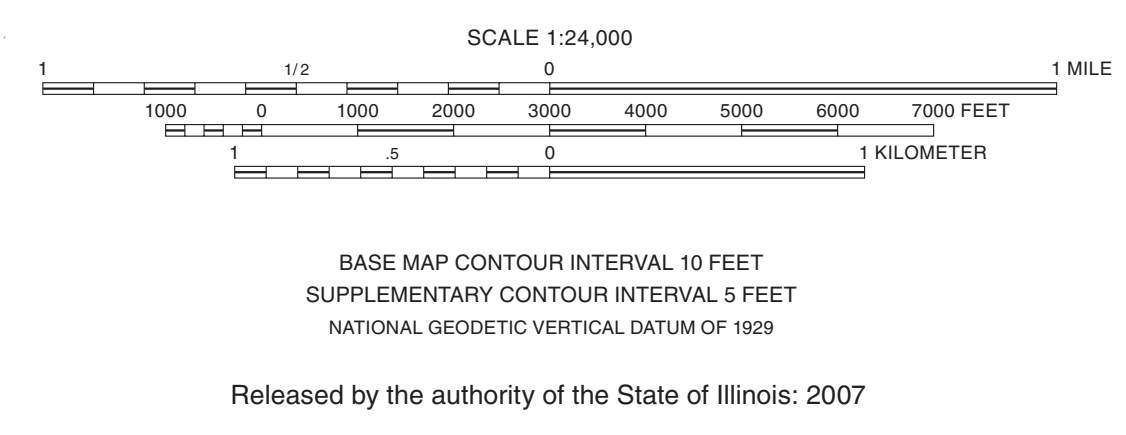 SCALE 1:24,000
1 1/2 0 1 MILE
1000 0 1000 2000 3000 4000 5000 6000 7000 FEET
1 .5 0 1 KILOMETER
BASE MAP CONTOUR INTERVAL 10 FEET
SUPPLEMENTARY CONTOUR INTERVAL 5 FEET
NATIONAL GEODETIC VERTICAL DATUM OF 1929
Released by the authority of the State of Illinois: 2007